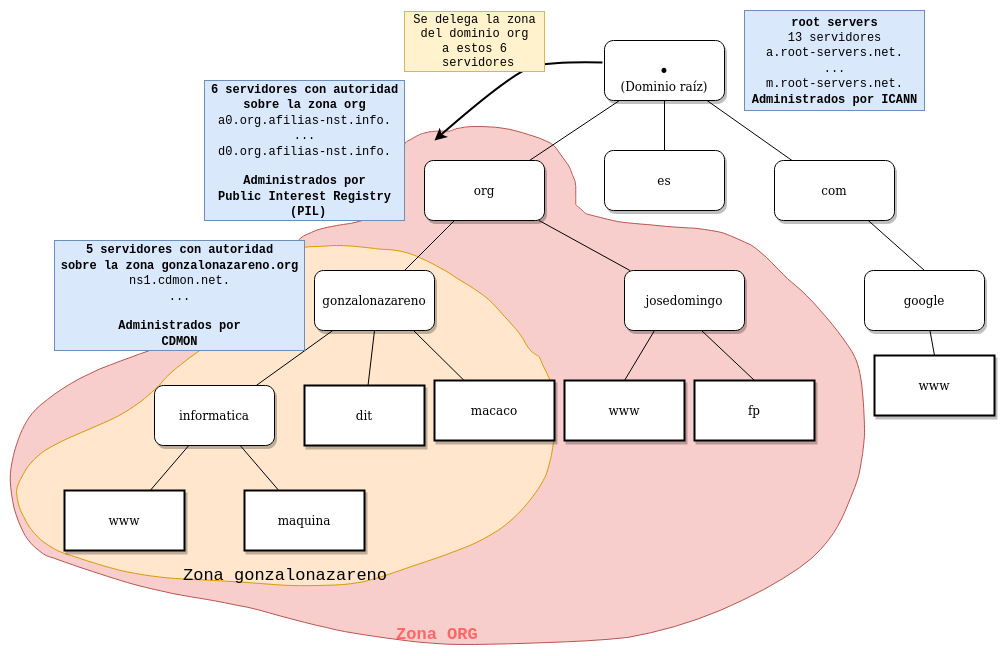 Se delega la zona
del dominio org
a estos 6
servidores
root servers
13 servidores
a.root-servers.net.
...
m.root-servers.net.
Administrados por ICANN
.
(Dominio raíz)
6 servidores con autoridad
sobre la zona org
a0.org.afilias-nst.info.
...
d0.org.afilias-nst.info.
Administrados por
Public Interest Registry
(PIL)
org
es
com
5 servidores con autoridad
sobre la zona gonzalonazareno.org
ns1.cdmon.net.
...
Administrados por
CDMON
gonzalonazareno
josedomingo
google
informatica
dit
macaco
www
fp
www
www
maquina
Zona gonzalonazareno
Zona ORG